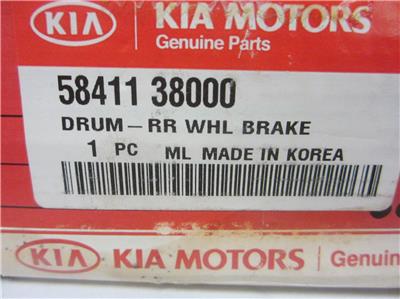 KIA KIA MOTORS
Genuine Parts
58411 38000
DRUM-RR WHL BRAKE
1 PC ML MADE IN KOREA
KIA KIA MOTORS Genuin